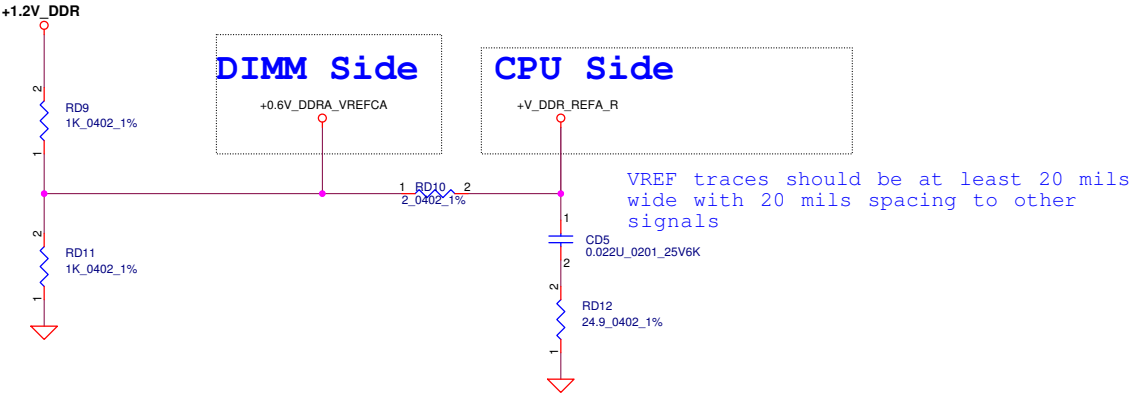 +1.2V_DDR
DIMM Side
CPU Side
+0.6V_DDRA_VREFCA
+V_DDR_REFA_R
2
RD9
1K_0402_1%
1
1 RD10 2
2_0402_1%
VREF traces should be at least 20 mils
wide with 20 mils spacing to other
signals
2
RD11
1K_0402_1%
1
1
CD5
0.022U_0201_25V6K
2
2
RD12
24.9_0402_1%
1